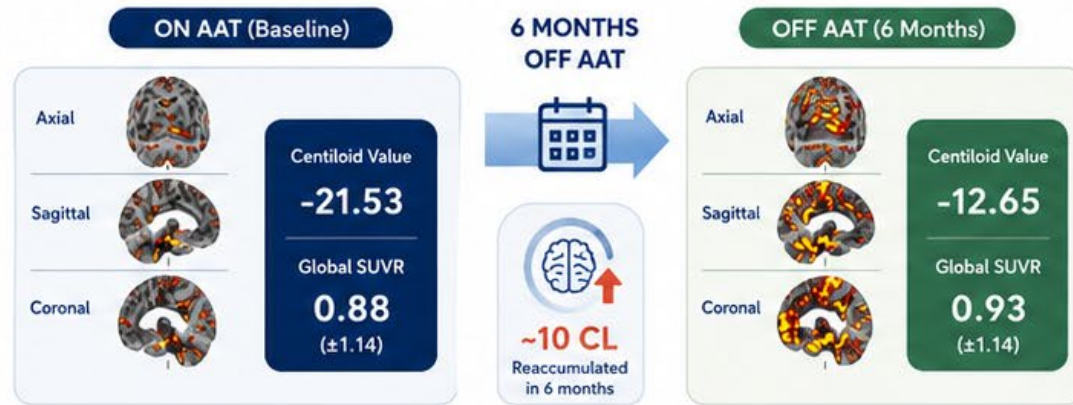 ON AAT (Baseline)
Axial
Sagittal
Coronal
Centiloid Value
-21.53
Global SUVR
0.88
(±1.14)
6 MONTHS
OFF AAT
~10 CL
Reaccumulated
in 6 months
OFF AAT (6 Months)
Axial
Sagittal
Coronal
Centiloid Value
-12.65
Global SUVR
0.93
(±1.14)